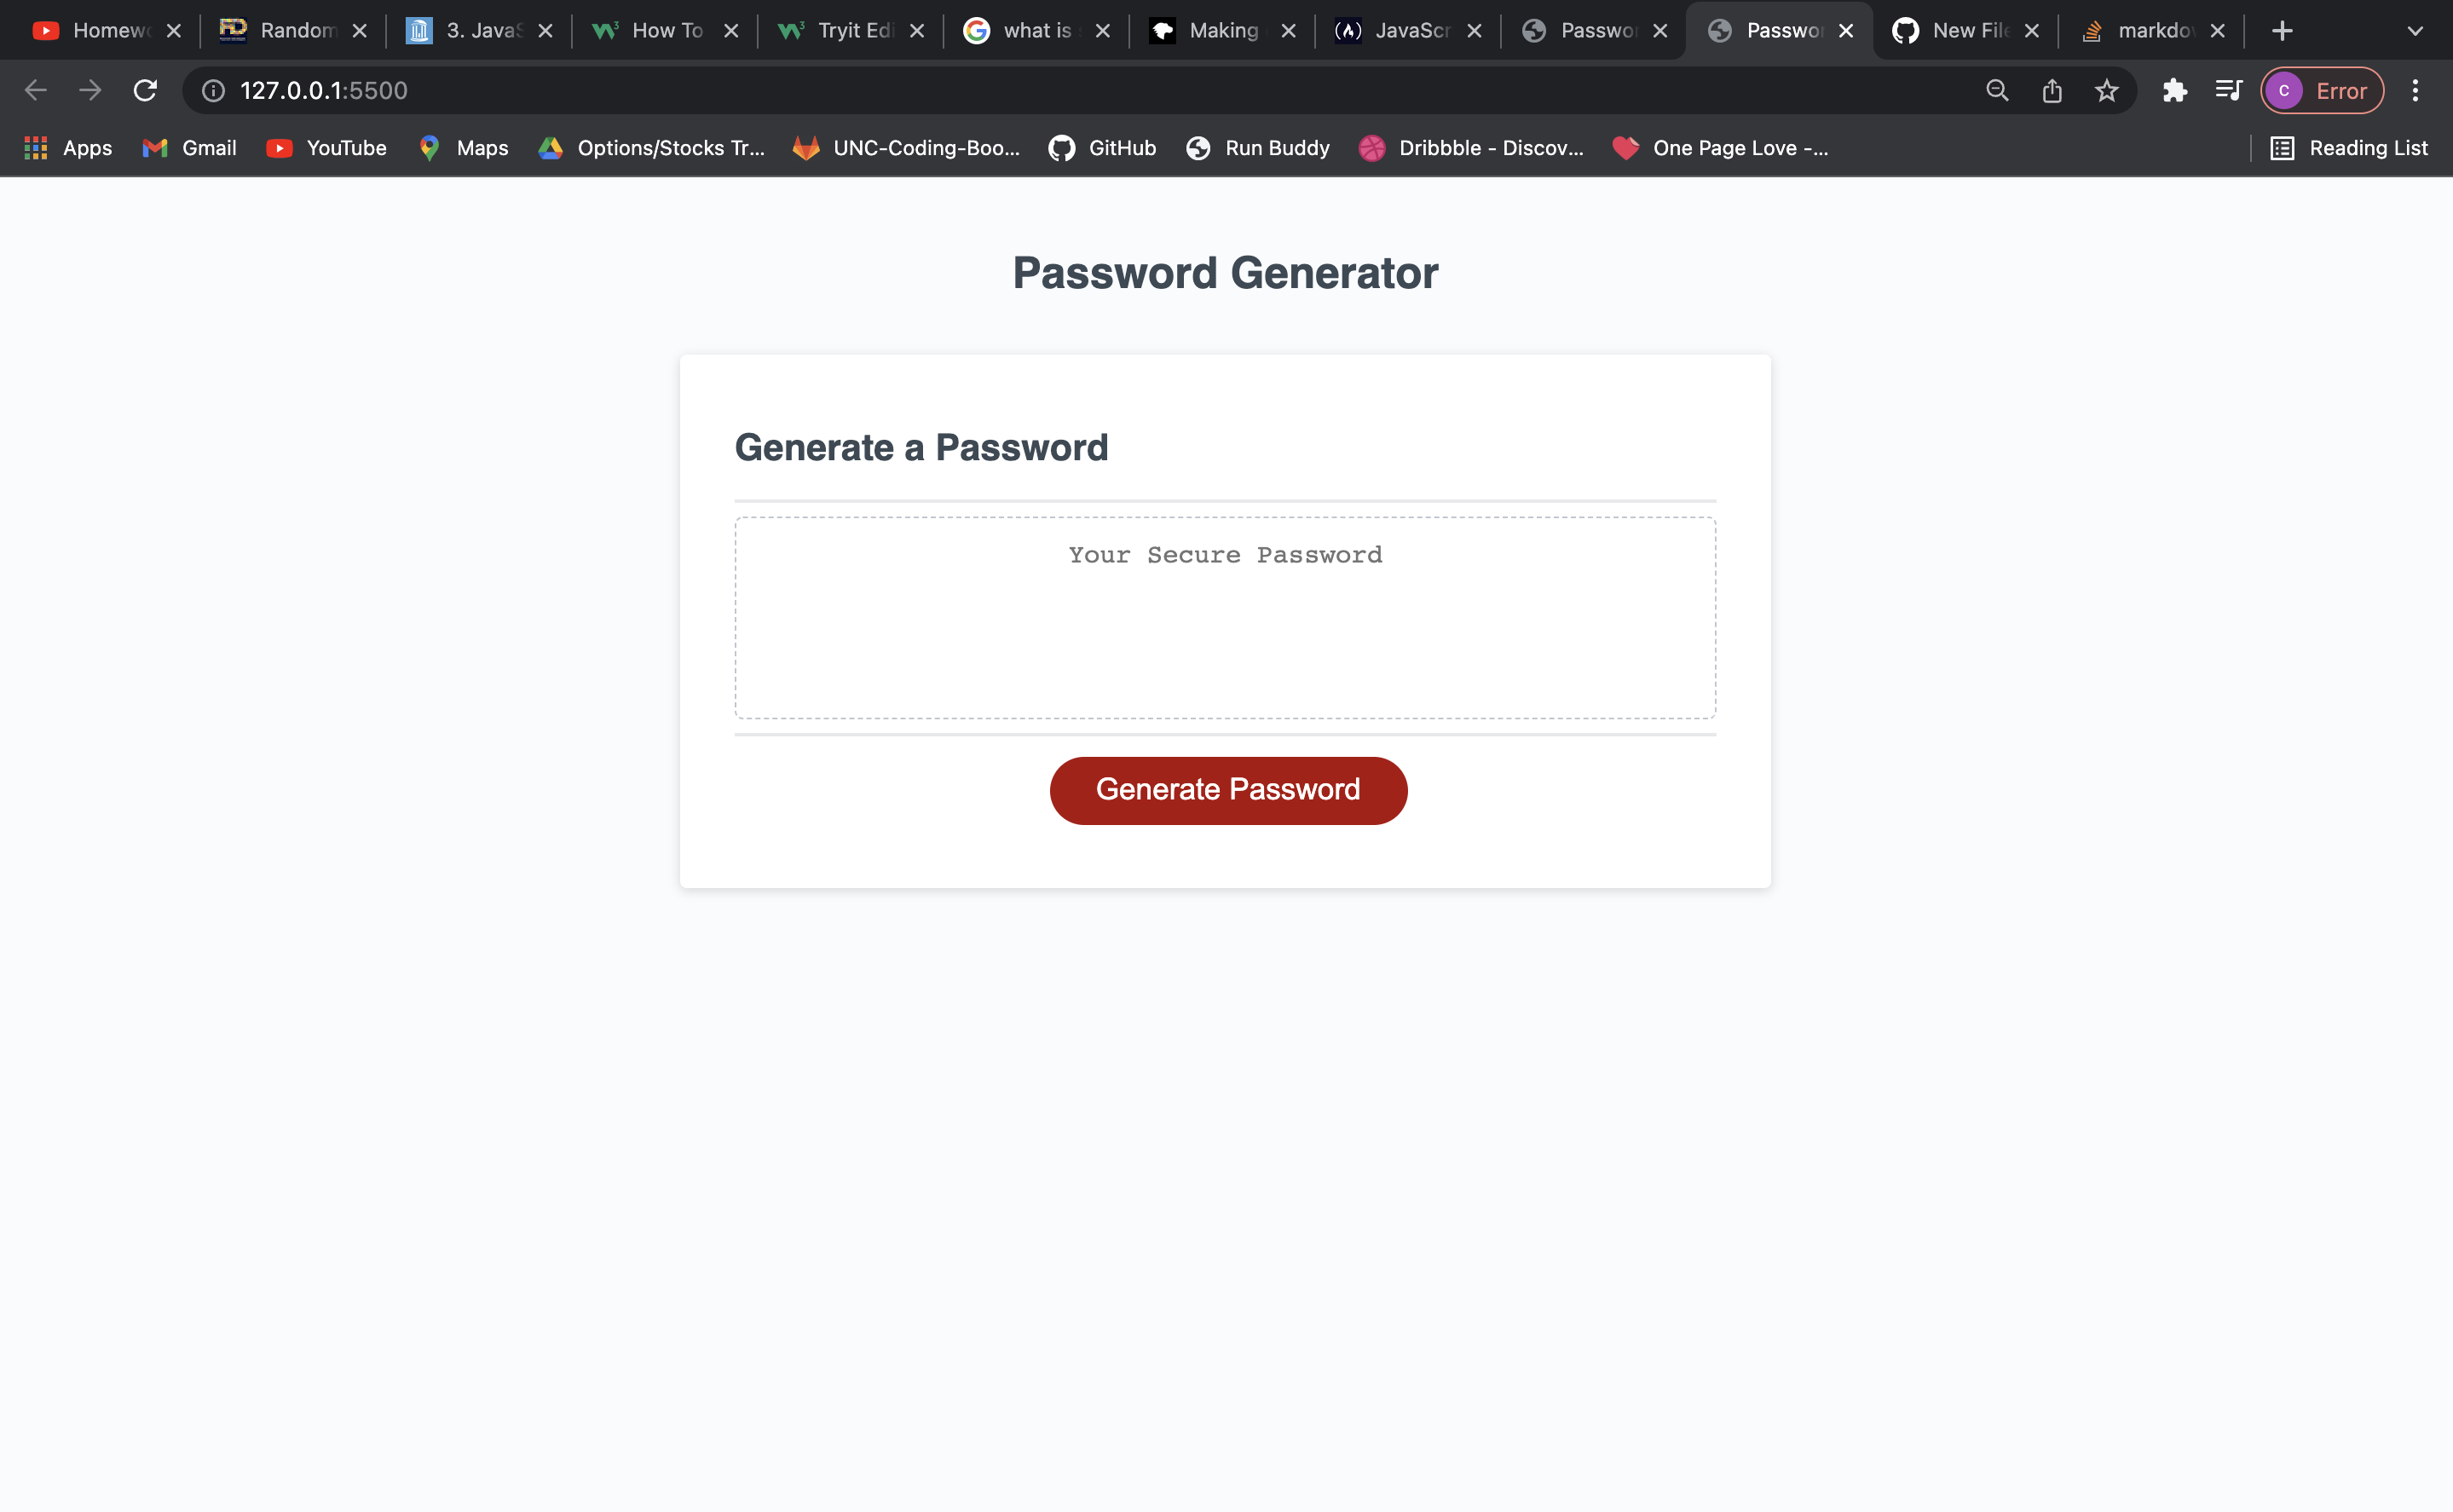 Homew Random 3. JavaS How To Tryit Edi what is Making JavaScr Passwor Passwor New File markdo
127.0.0.1:5500 C Error
Apps Gmail YouTube Maps Options/Stocks Tr... UNC-Coding-Boo... GitHub Run Buddy Dribbble - Discov... One Page Love -... Reading List
Password Generator
Generate a Password
Your Secure Password
Generate Password